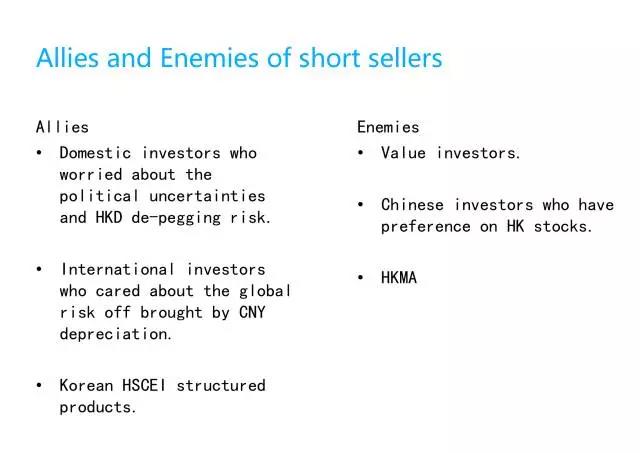 Allies and Enemies of short sellers
Allies
• Domestic investors who
worried about the
political uncertainties
and HKD de-pegging risk.
• International investors
who cared about the global
risk off brought by CNY
depreciation.
• Korean HSCEI structured
products.
Enemies
• Value investors.
• Chinese investors who have
preference on HK stocks.
• HKMA